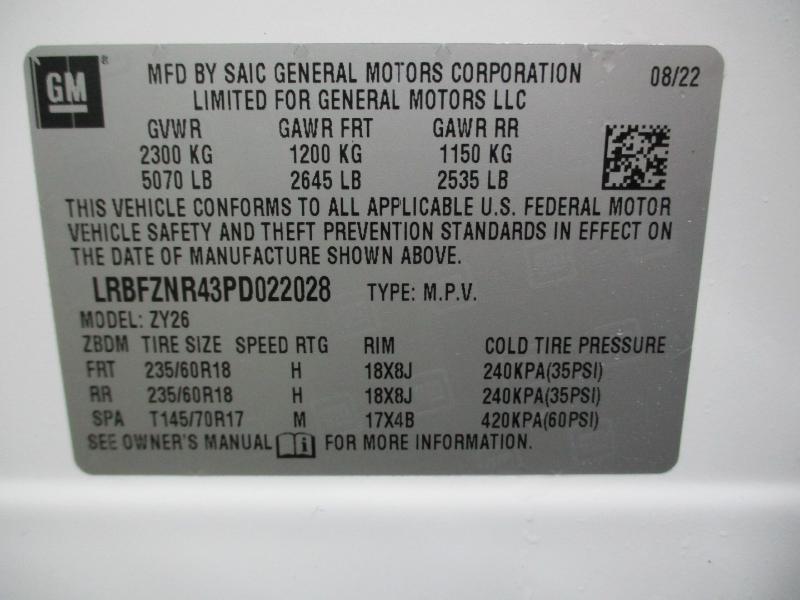 GM ®
MFD BY SAIC GENERAL MOTORS CORPORATION 08/22
LIMITED FOR GENERAL MOTORS LLC
GVWR GAWR FRT GAWR RR
2300 KG 1200 KG 1150 KG
5070 LB 2645 LB 2535 LB
THIS VEHICLE CONFORMS TO ALL APPLICABLE U.S. FEDERAL MOTOR
VEHICLE SAFETY AND THEFT PREVENTION STANDARDS IN EFFECT ON
THE DATE OF MANUFACTURE SHOWN ABOVE.
LRBFZNR43PD022028 TYPE: M.P.V.
MODEL: ZY26
ZBDM TIRE SIZE SPEED RTG RIM COLD TIRE PRESSURE
FRT 235/60R18 H 18X8J 240KPA(35PSI)
RR 235/60R18 H 18X8J 240KPA(35PSI)
SPA T145/70R17 M 17X4B 420KPA(60PSI)
SEE OWNER'S MANUAL i FOR MORE INFORMATION.